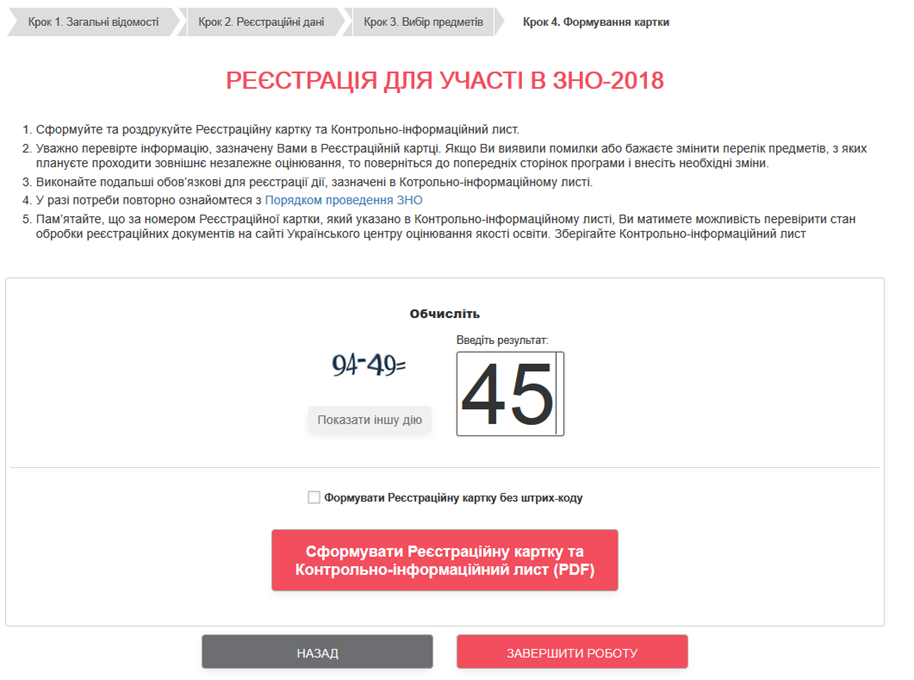 Крок 1. Загальні відомості
Крок 2. Реєстраційні дані
Крок 3. Вибір предметів
Крок 4. Формування картки
РЕЄСТРАЦІЯ ДЛЯ УЧАСТІ В ЗНО-2018
1. Сформуйте та роздрукуйте Реєстраційну картку та Контрольно-інформаційний лист.
2. Уважно перевірте інформацію, зазначену Вами в Реєстраційній картці. Якщо Ви виявили помилки або бажаєте змінити перелік предметів, з яких
плануєте проходити зовнішнє незалежне оцінювання, то поверніться до попередніх сторінок програми і внесіть необхідні зміни.
3. Виконайте подальші обов'язкові для реєстрації дії, зазначені в Котрольно-інформаційному листі.
4. У разі потреби повторно ознайомтеся з Порядком проведення ЗНО
5. Пам'ятайте, що за номером Реєстраційної картки, який указано в Контрольно-інформаційному листі, Ви матимете можливість перевірити стан
обробки реєстраційних документів на сайті Українського центру оцінювання якості освіти. Зберігайте Контрольно-інформаційний лист
Обчисліть
Введіть результат:
94-49=
45
Показати іншу дію
Формувати Реєстраційну картку без штрих-коду
Сформувати Реєстраційну картку та
Контрольно-інформаційний лист (PDF)
НАЗАД
ЗАВЕРШИТИ РОБОТУ